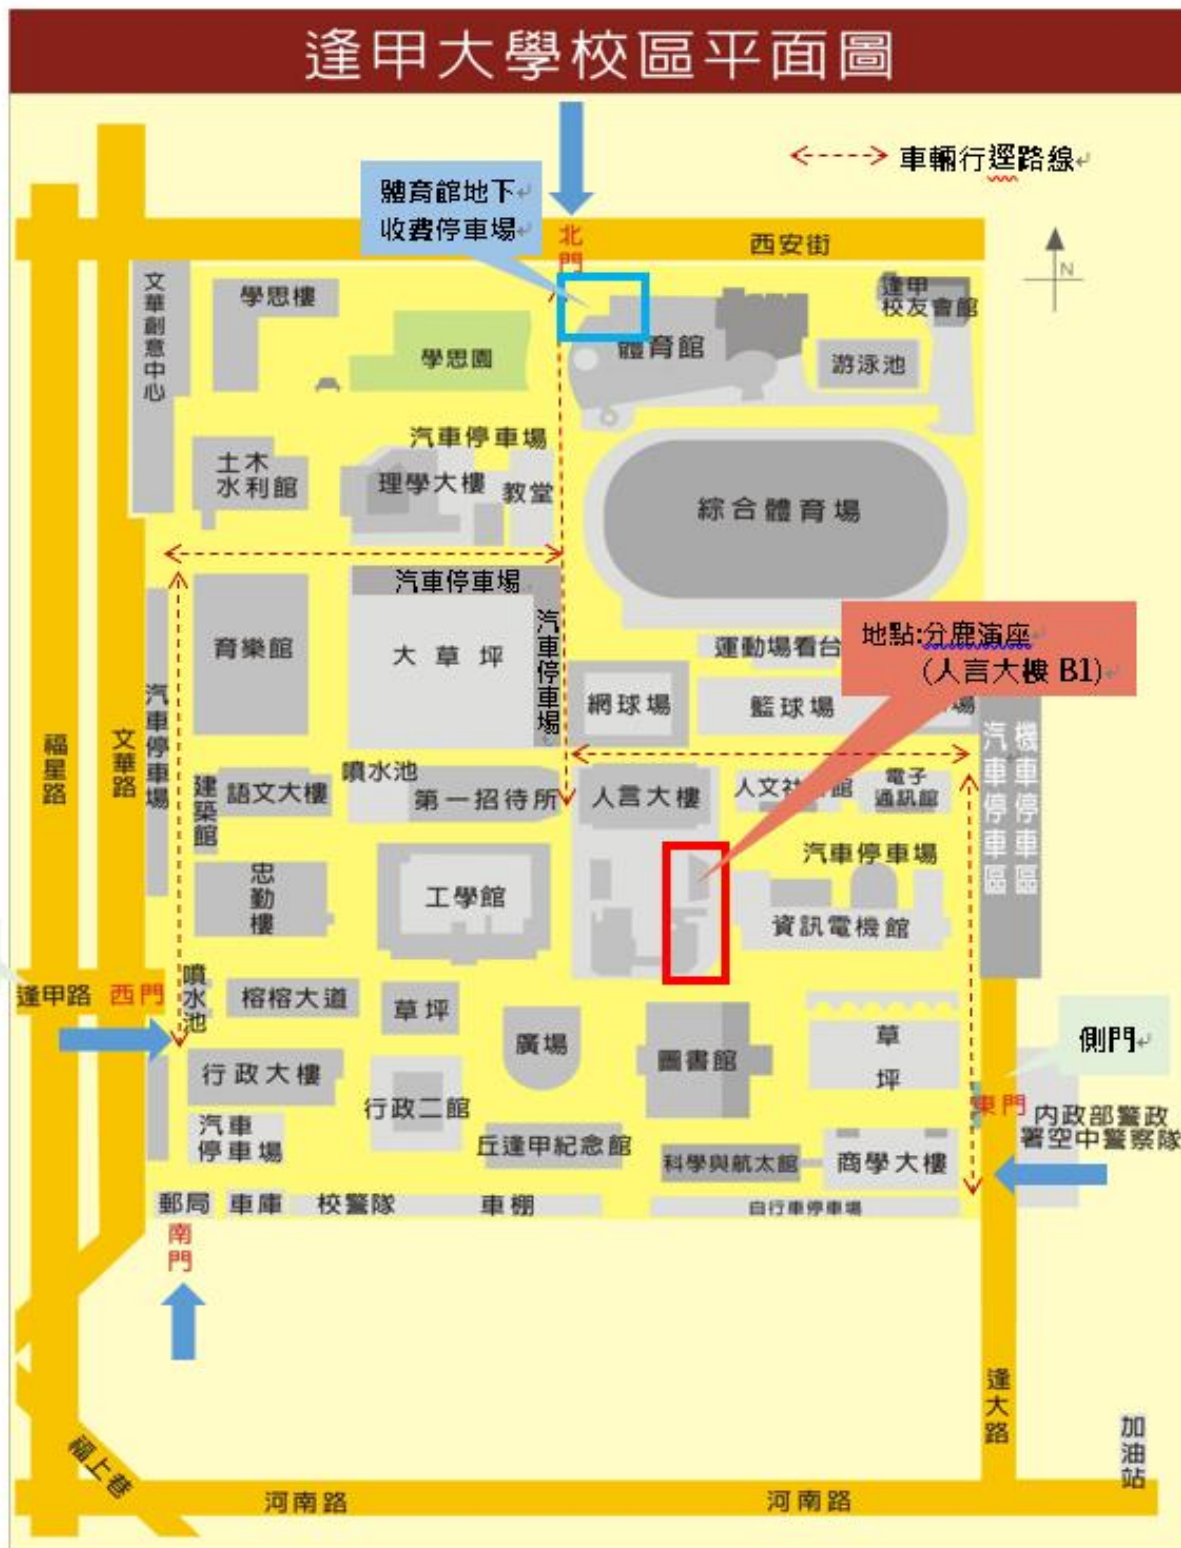 逢甲大學校區平面圖
車輛行逕路線
體育館地下
收費停車場
北門
西安街
N
文華創意中心
學思樓
逢甲
校友會館
體育館
學思園
游泳池
汽車停車場
土木
水利館
理學大樓
教堂
綜合體育場
汽車停車場
地點:分鹿演座
(人言大樓 B1)
育樂館
大草坪
汽車停車場
運動場看台
網球場
籃球場
場
汽車停車場
福星路
文華路
汽車停車區
機車停車區
噴水池
建築館
語文大樓
第一招待所
人言大樓
人文社 館
電子
通訊館
汽車停車場
忠勤樓
工學館
資訊電機館
逢甲路
西門
噴水池
榕榕大道
草坪
廣場
圖書館
草坪
側門
行政大樓
行政二館
東門
內政部警政
署空中警察隊
汽車
停車場
丘逢甲紀念館
科學與航太館
商學大樓
郵局
車庫
校警隊
車棚
自行車停車場
南門
逢大路
加油站
福上巷
河南路
河南路